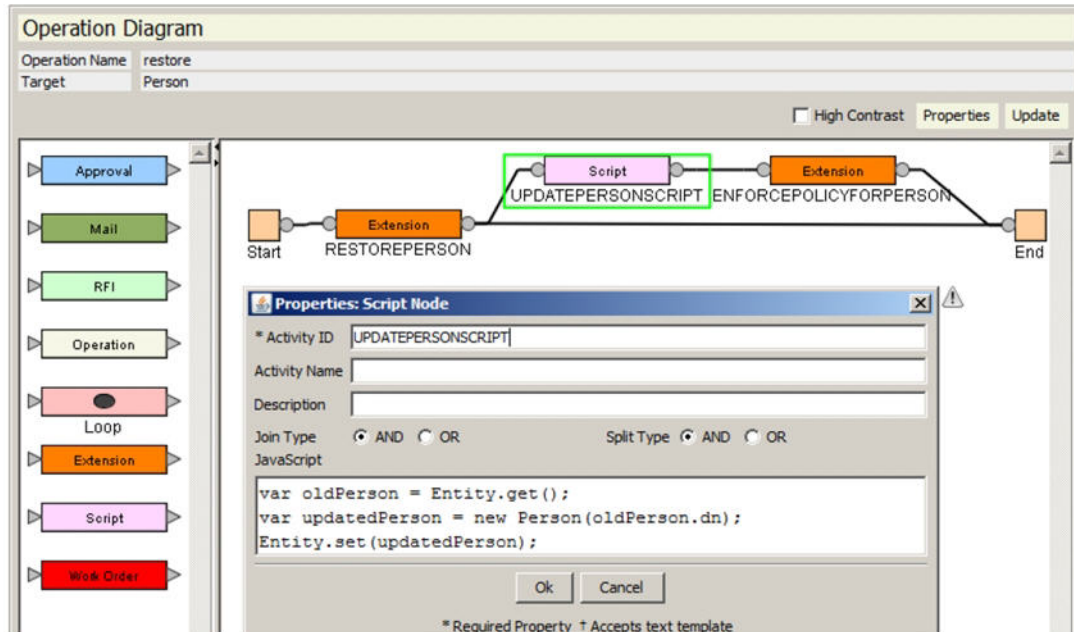 Operation Diagram
Operation Name restore
Target Person
High Contrast Properties Update
Approval
Mail
RFI
Operation
Loop
Extension
Script
Work Order
Script Extension
UPDATEPERSONSCRIPT ENFORCEPOLICYFORPERSON
Start Extension End
RESTOREPERSON
Properties: Script Node
* Activity ID UPDATEPERSONSCRIPT
Activity Name
Description
Join Type AND OR Split Type AND OR
JavaScript
var oldPerson = Entity.get();
var updatedPerson = new Person(oldPerson.dn);
Entity.set(updatedPerson);
Ok Cancel
* Required Property † Accepts text template